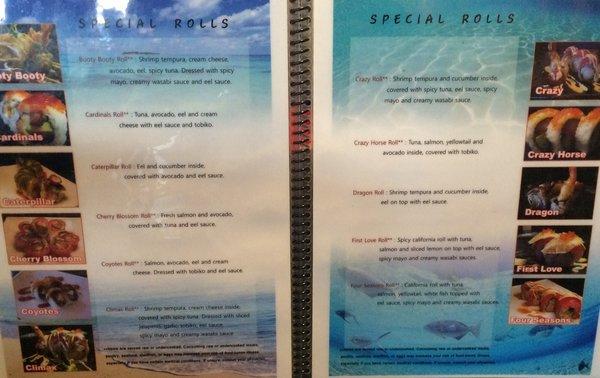 SPECIAL ROLLS
Booty Booty Roll** : Shrimp tempura, cream cheese,
avocado, eel, spicy tuna. Dressed with spicy
mayo, creamy wasabi sauce and eel sauce.
ty Booty
Cardinals Roll** : Tuna, avocado, eel and cream
cheese with eel sauce and tobiko.
Cardinals
Caterpillar Roll : Eel and cucumber inside,
covered with avocado and eel sauce.
Caterpillar
Cherry Blossom Roll** : Fresh salmon and avocado,
covered with tuna and eel sauce.
Cherry Blossom
Coyotes Roll** : Salmon, avocado, eel and cream
cheese. Dressed with tobiko and eel sauce.
Coyotes
Climax Roll** : Shrimp tempura, cream cheese inside,
covered with spicy tuna. Dressed with sliced
jalapeno, garlic, tobiko, eel sauce,
spicy mayo and creamy wasabi sauce
Climax
SPECIAL ROLLS
Crazy Roll** : Shrimp tempura and cucumber inside,
covered with spicy tuna, eel sauce, spicy
mayo and creamy wasabi sauce.
Crazy
Crazy Horse Roll** : Tuna, salmon, yellowtail and
avocado inside, covered with tobiko.
Crazy Horse
Dragon Roll : Shrimp tempura and cucumber inside,
eel on top with eel sauce.
Dragon
First Love Roll** : Spicy california roll with tuna,
salmon and sliced lemon on top with eel sauce,
spicy mayo and creamy wasabi sauces.
First Love
Four Seasons Roll** : California roll with tuna,
salmon, yellowtail, white fish topped with
eel sauce, spicy mayo and creamy wasabi sauces.
Four Seasons